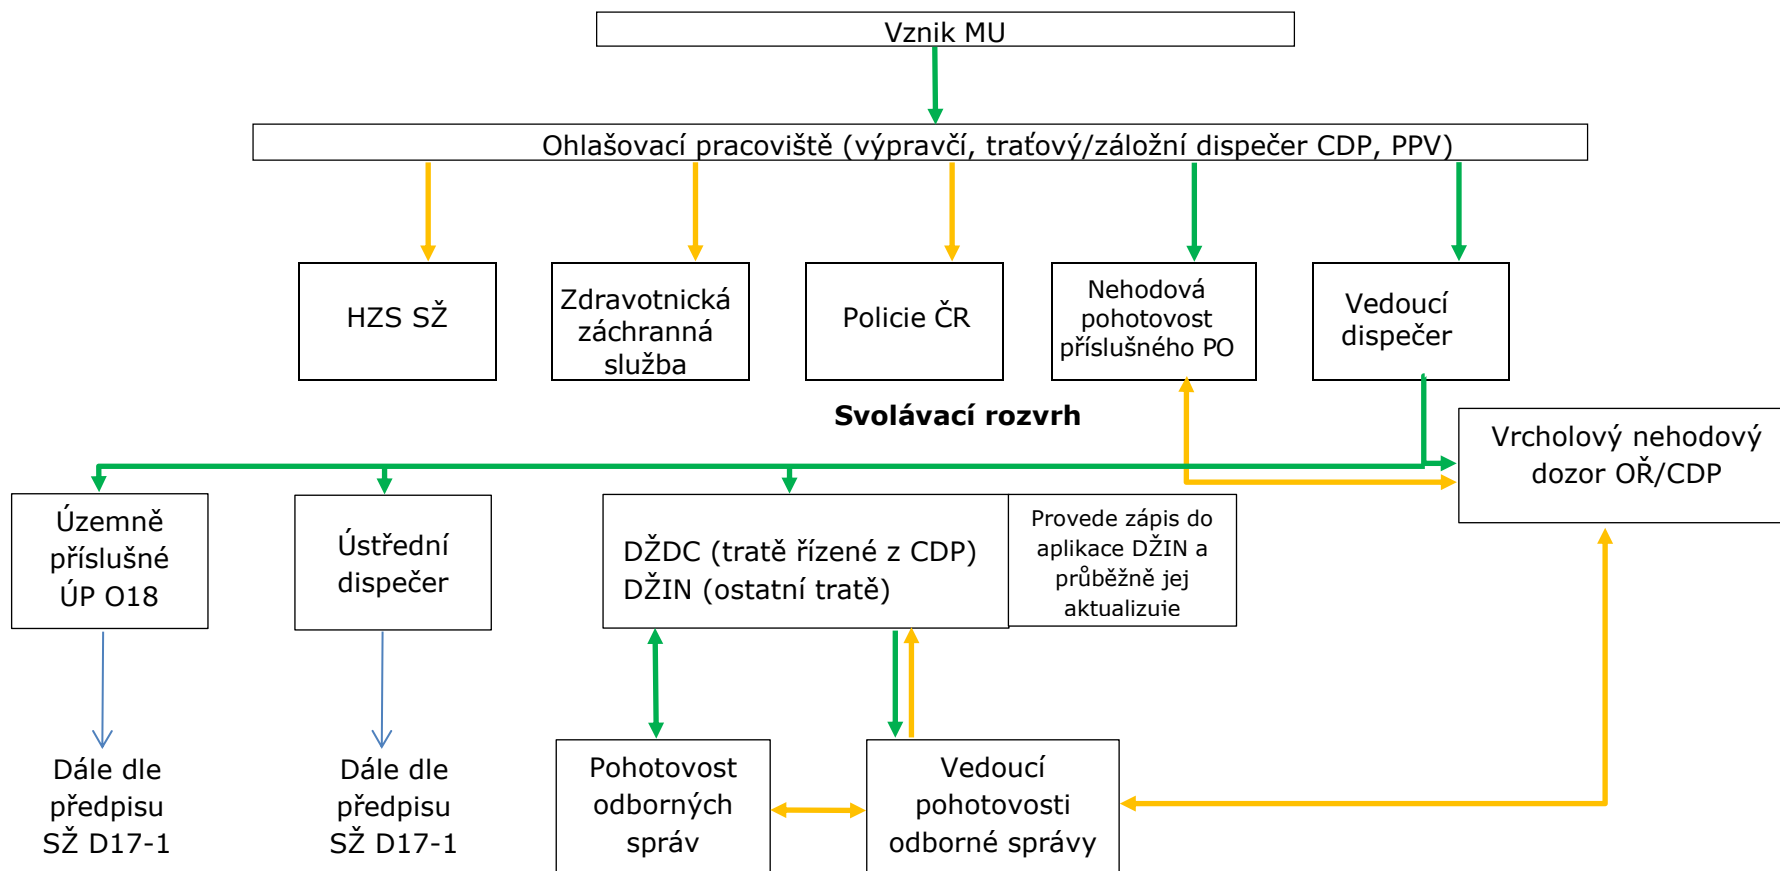 Vznik MU
Ohlašovací pracoviště (výpravčí, traťový/záložní dispečer CDP, PPV)
HZS SŽ
Zdravotnická
záchranná
služba
Policie ČR
Nehodová
pohotovost
příslušného PO
Vedoucí
dispečer
Svolávací rozvrh
Vrcholový nehodový
dozor OŘ/CDP
Územně
příslušné
ÚP O18
Ústřední
dispečer
DŽDC (tratě řízené z CDP)
DŽIN (ostatní tratě)
Provede zápis do
aplikace DŽIN a
průběžně jej
aktualizuie
Dále dle
předpisu
SŽ D17-1
Dále dle
předpisu
SŽ D17-1
Pohotovost
odborných
správ
Vedoucí
pohotovosti
odborné správy